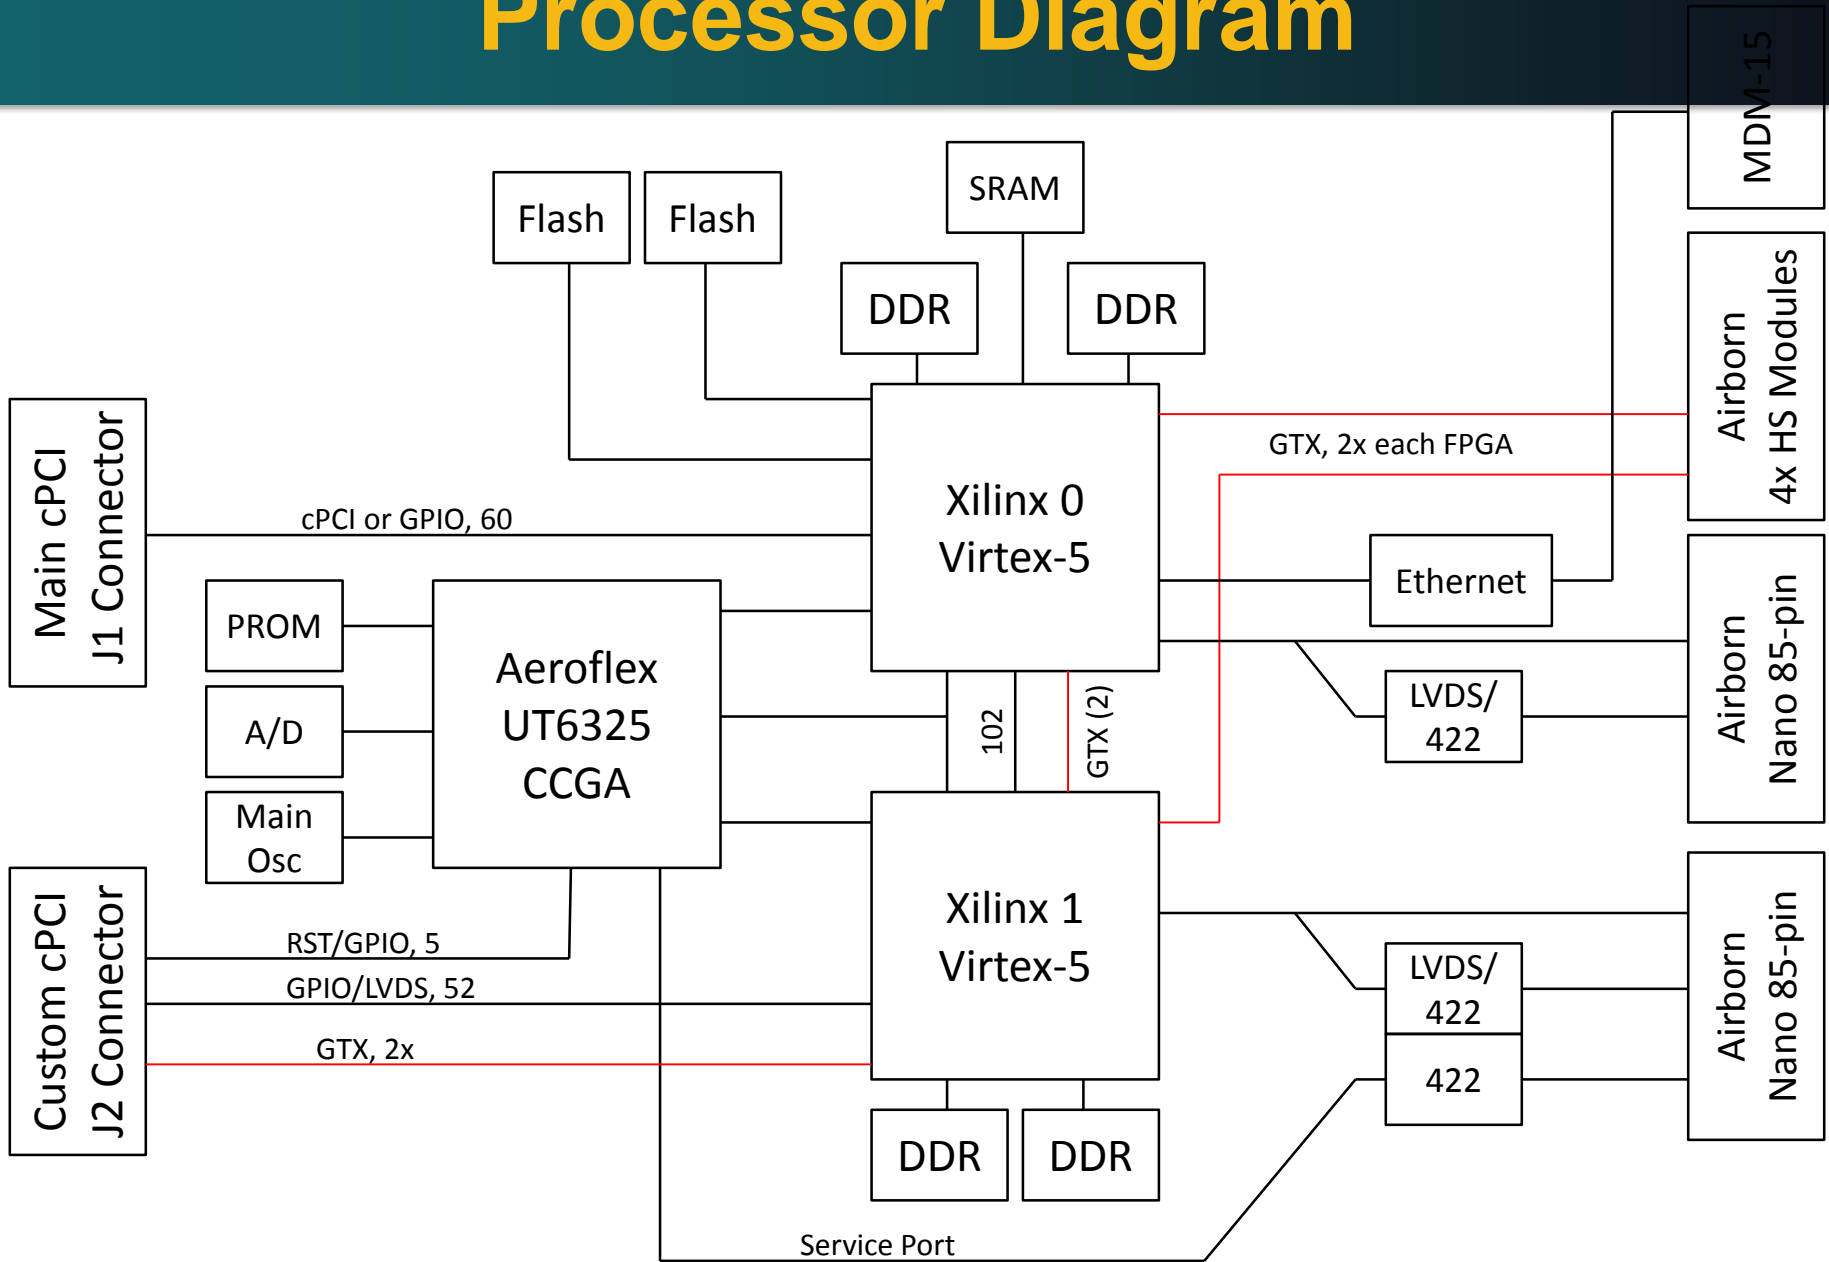 Processor Diagram
MDM-15
SRAM
Flash
Flash
DDR
DDR
Airborn
4x HS Modules
Main cPCI
J1 Connector
GTX, 2x each FPGA
Xilinx 0
Virtex-5
cPCI or GPIO, 60
Ethernet
PROM
Aeroflex
UT6325
CCGA
A/D
Main
Osc
102
GTX (2)
LVDS/
422
Airborn
Nano 85-pin
Custom cPCI
J2 Connector
RST/GPIO, 5
GPIO/LVDS, 52
GTX, 2x
Xilinx 1
Virtex-5
LVDS/
422
422
Airborn
Nano 85-pin
DDR
DDR
Service Port